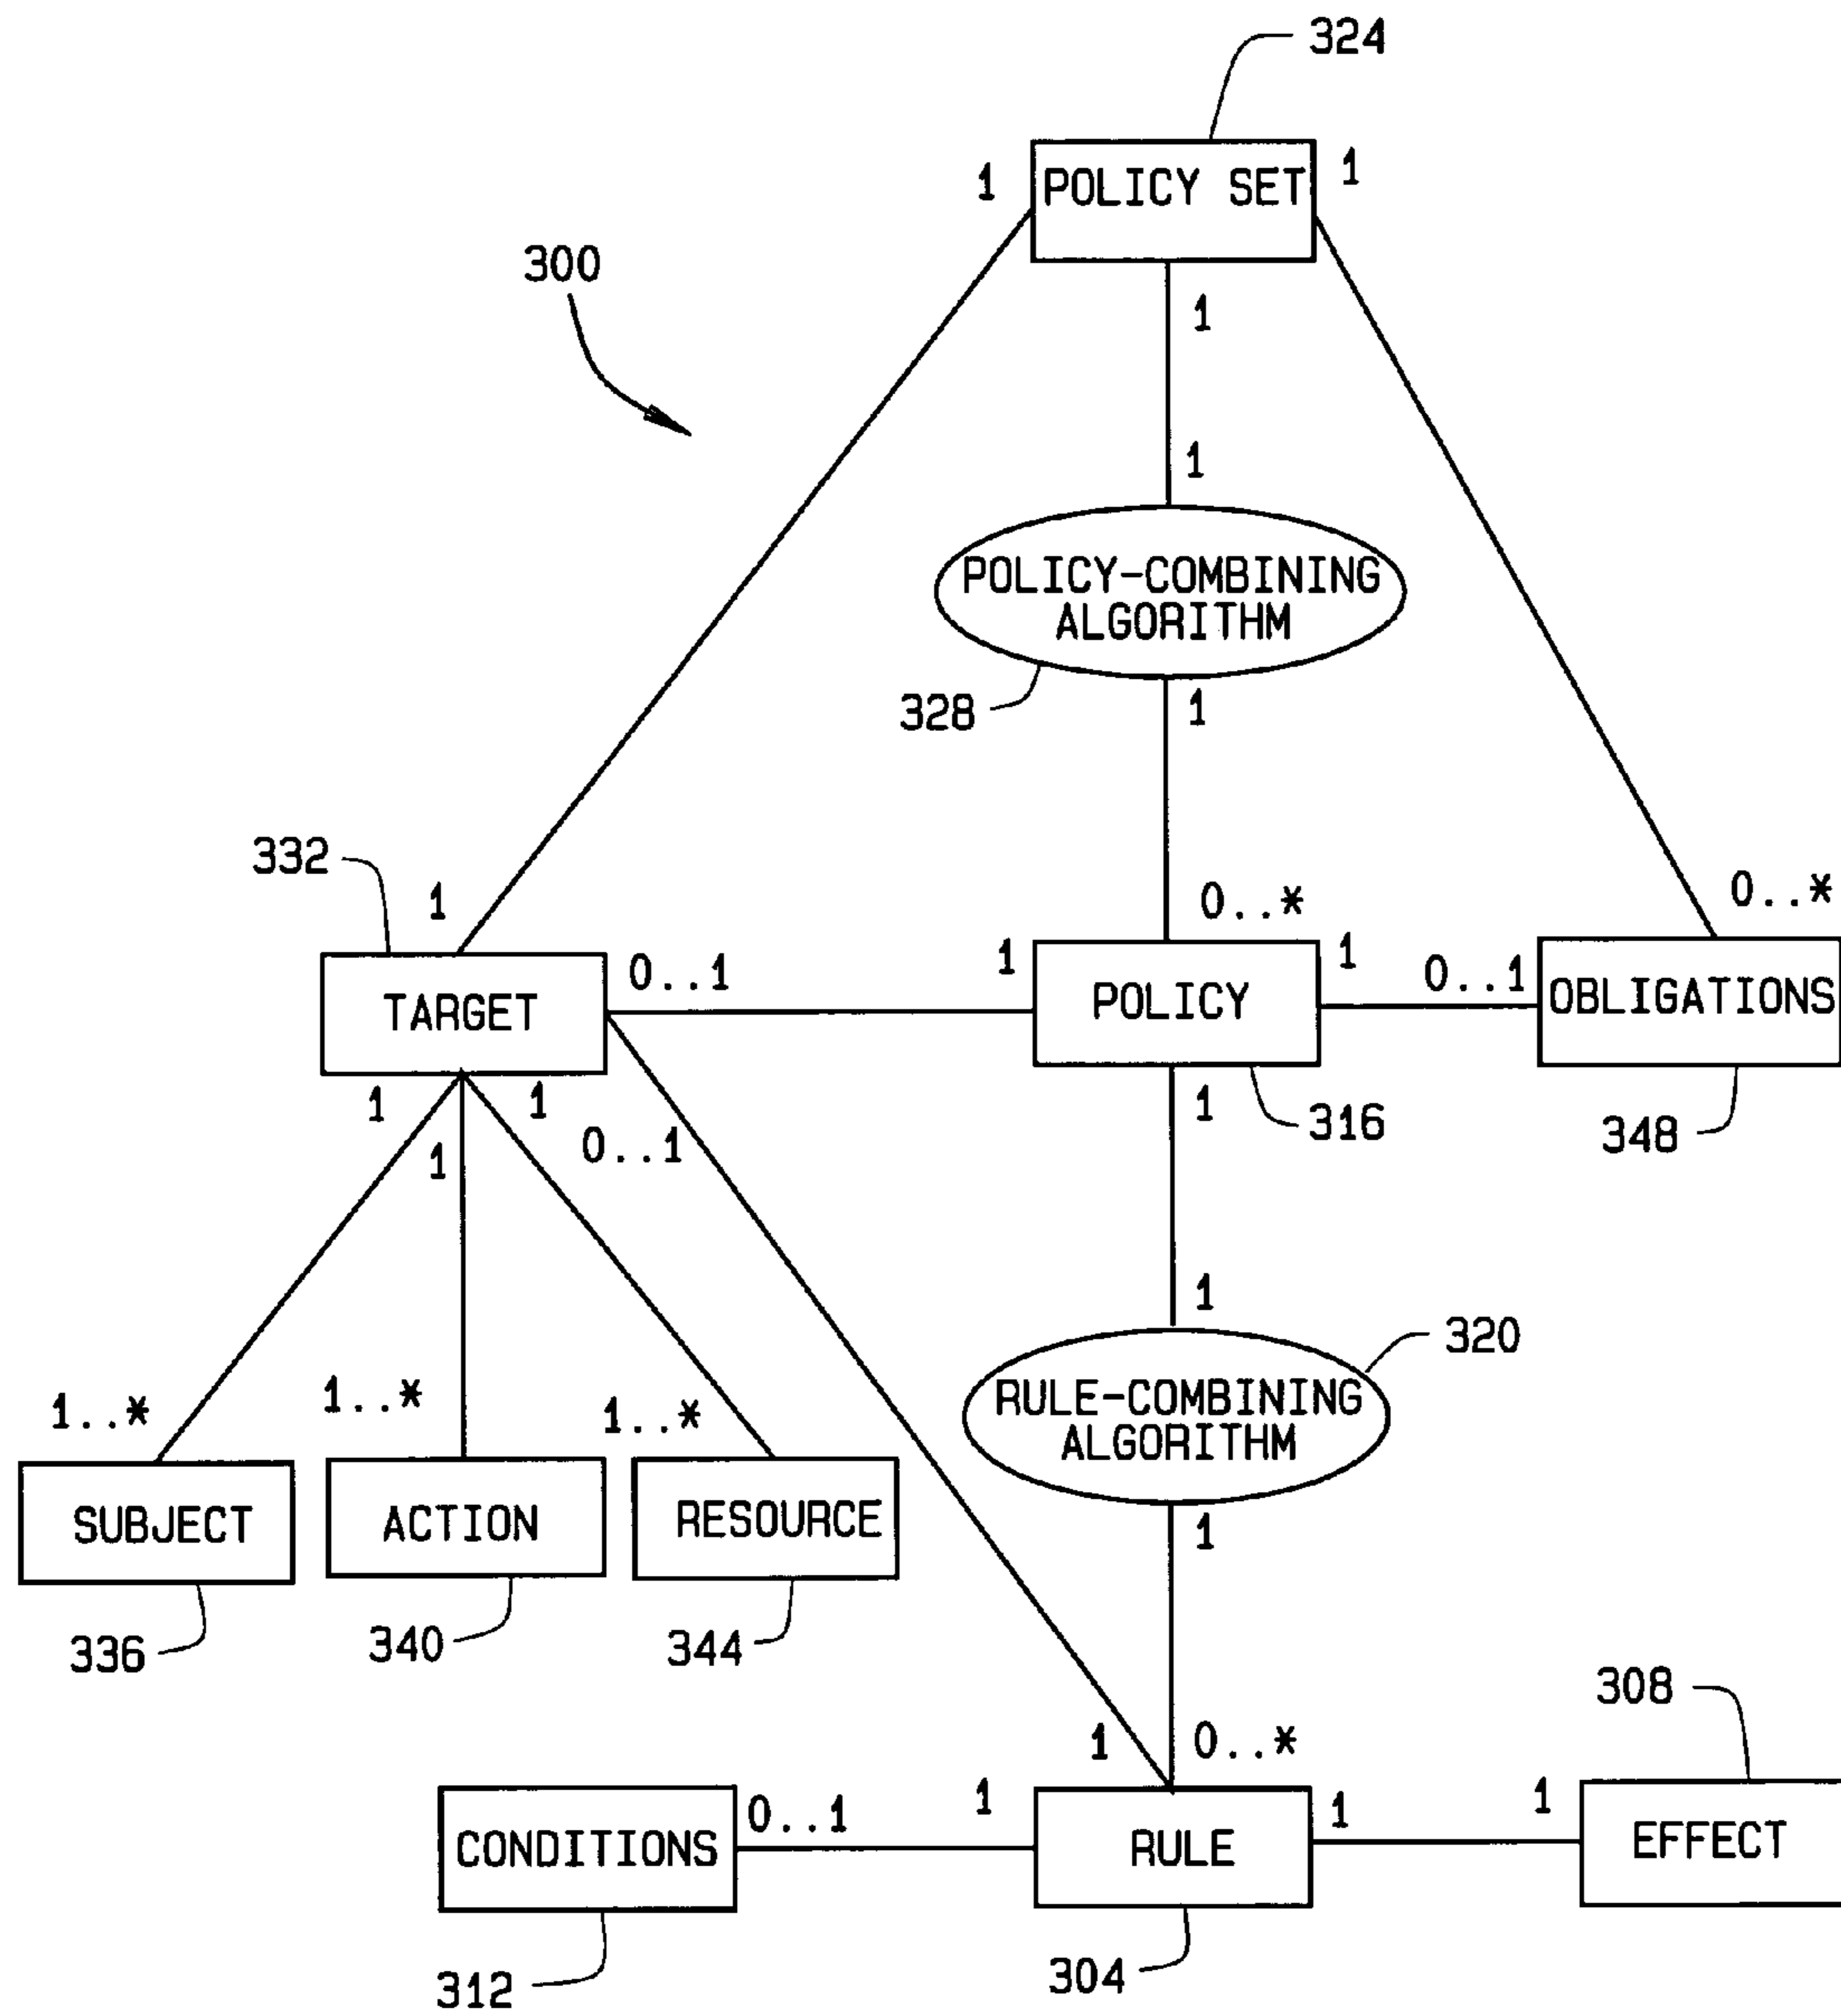 324
1
POLICY SET
1
300
1
1
POLICY-COMBINING
ALGORITHM
328
1
332
1
0..*
0..*
TARGET
0..1
1
POLICY
1
0..1
OBLIGATIONS
1
1
1
0..1
1
316
348
1
320
1..*
1..*
1..*
RULE-COMBINING
ALGORITHM
SUBJECT
ACTION
RESOURCE
1
336
340
344
308
1
0..*
CONDITIONS
0..1
1
RULE
1
1
EFFECT
312
304